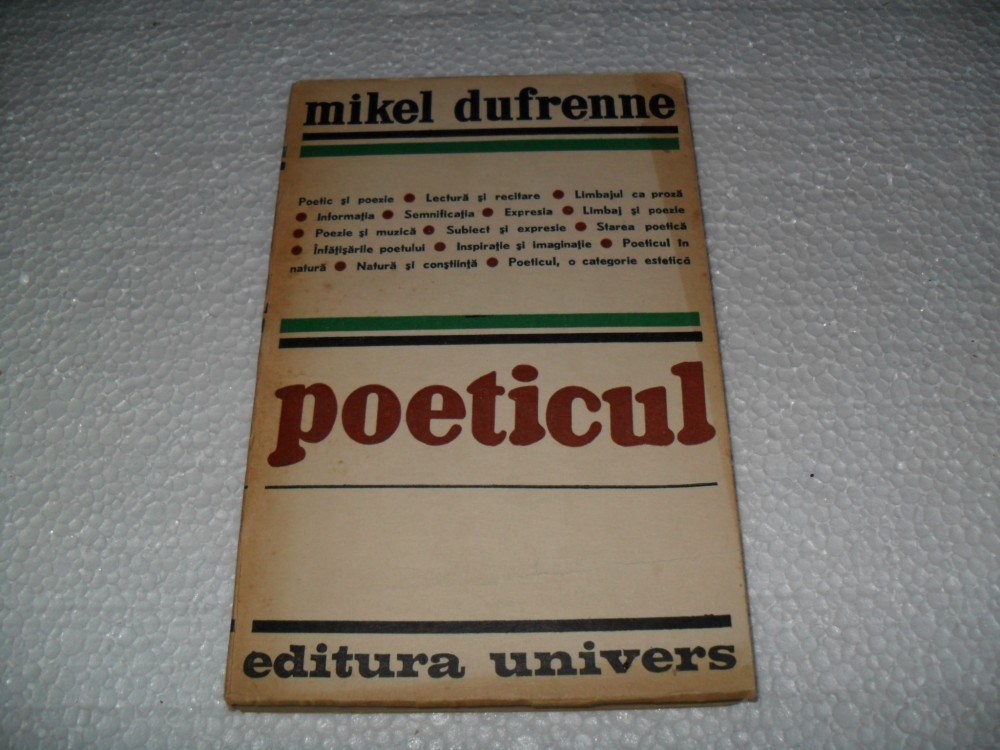 mikel dufrenne
Poetic și poezie ● Lectură și recitare ● Limbajul ca proză
● Informația ● Semnificația ● Expresia ● Limbaj și poezie
● Poezie și muzică ● Subiect și expresie ● Starea poetică
● Înfățișările poetului ● Inspirație și imaginație ● Poeticul în
natură ● Natură și conștiință ● Poeticul, o categorie estetică
poeticul
editura univers